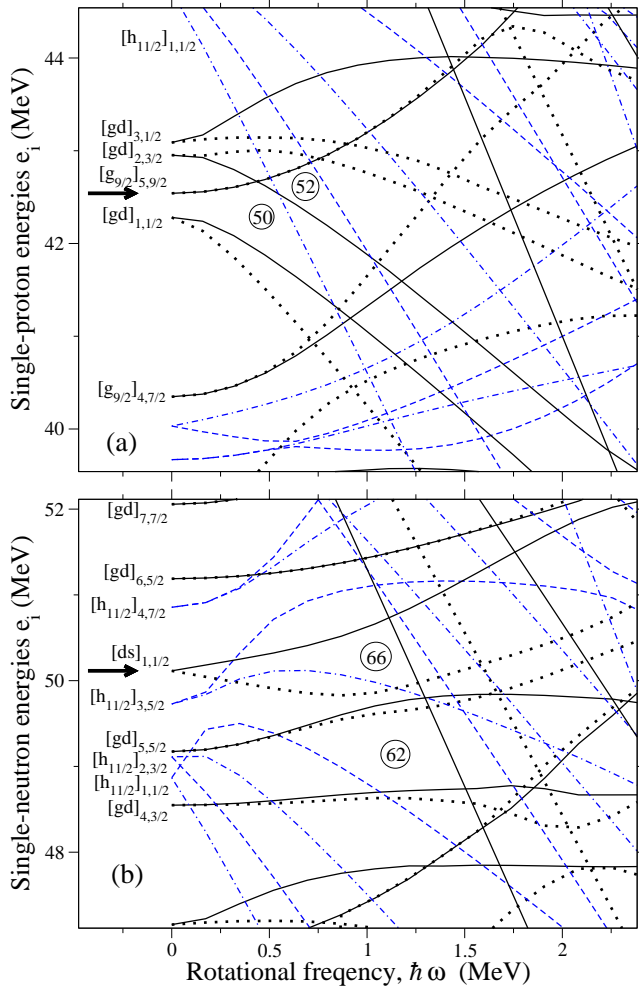 44
[h11/2]1,1/2
[gd]3,1/2
[gd]2,3/2
[g9/2]5,9/2
52
50
[gd]1,1/2
42
[g9/2]4,7/2
40
(a)
Single-proton energies ei (MeV)
52
[gd]7,7/2
[gd]6,5/2
[h11/2]4,7/2
[ds]1,1/2
66
50
[h11/2]3,5/2
[gd]5,5/2
62
[h11/2]2,3/2
[h11/2]1,1/2
[gd]4,3/2
48
(b)
Single-neutron energies ei (MeV)
0 0.5 1 1.5 2
Rotational freqency, ħ ω (MeV)